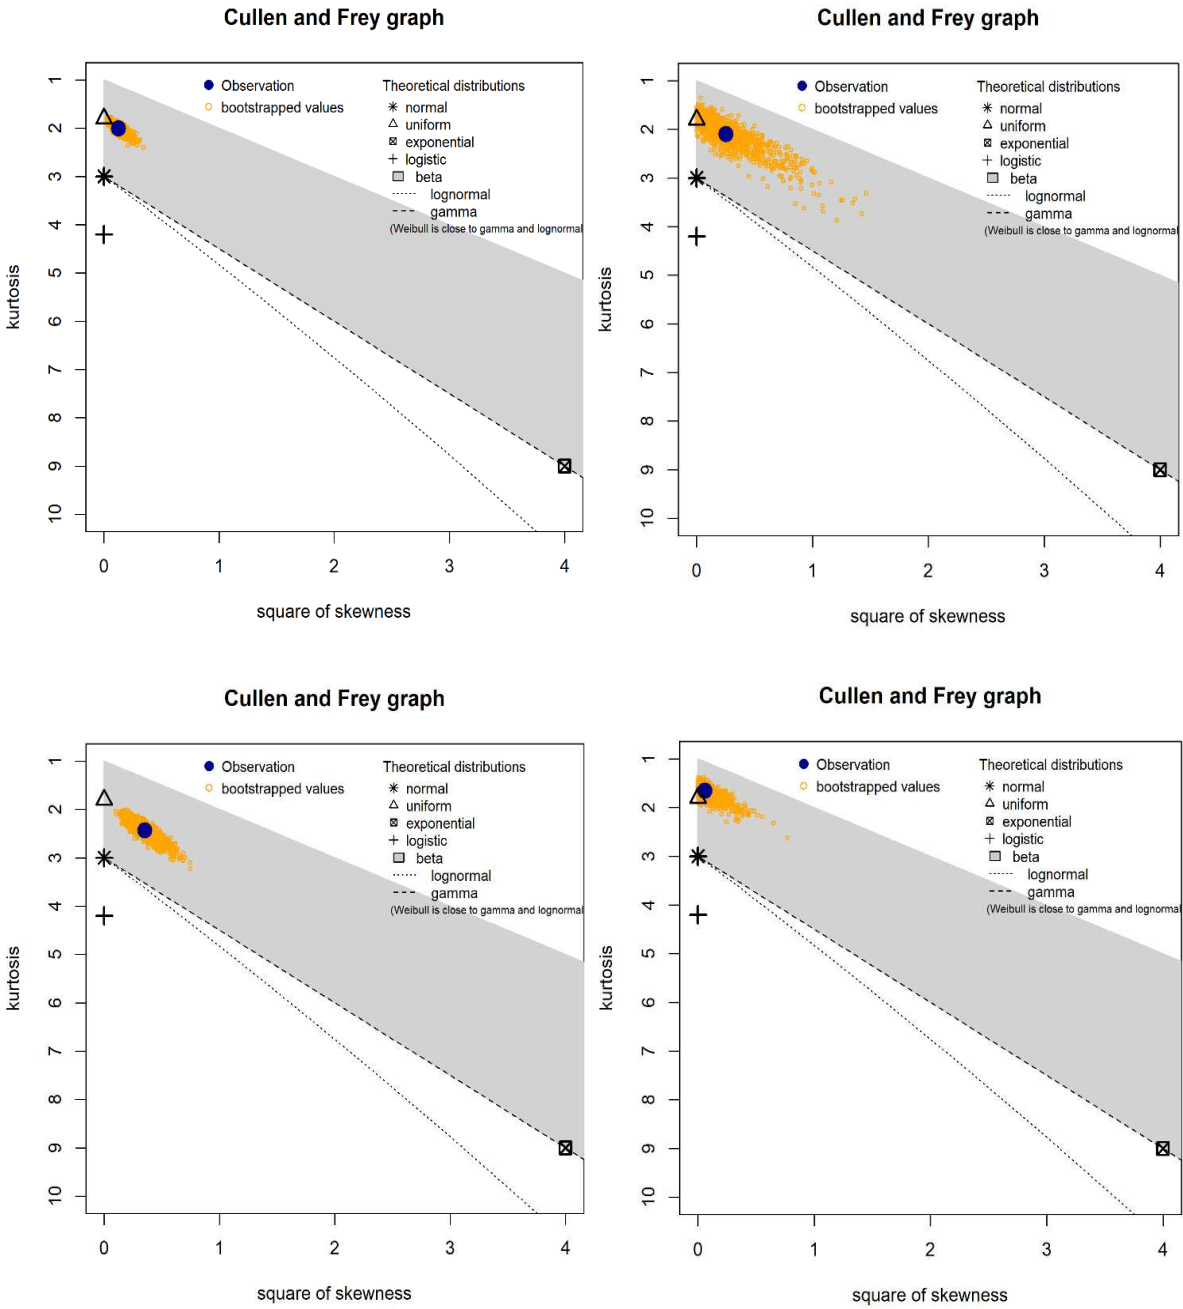 Cullen and Frey graph
Observation
bootstrapped values
Theoretical distributions
normal
uniform
exponential
logistic
beta
lognormal
gamma
(Weibull is close to gamma and lognormal
kurtosis
1
2
3
4
5
6
7
8
9
10
0
1
2
3
4
square of skewness
Cullen and Frey graph
Observation
bootstrapped values
Theoretical distributions
normal
uniform
exponential
logistic
beta
lognormal
gamma
(Weibull is close to gamma and lognormal
kurtosis
1
2
3
4
5
6
7
8
9
10
0
1
2
3
4
square of skewness
Cullen and Frey graph
Observation
bootstrapped values
Theoretical distributions
normal
uniform
exponential
logistic
beta
lognormal
gamma
(Weibull is close to gamma and lognormal
kurtosis
1
2
3
4
5
6
7
8
9
10
0
1
2
3
4
square of skewness
Cullen and Frey graph
Observation
bootstrapped values
Theoretical distributions
normal
uniform
exponential
logistic
beta
lognormal
gamma
(Weibull is close to gamma and lognormal
kurtosis
1
2
3
4
5
6
7
8
9
10
0
1
2
3
4
square of skewness